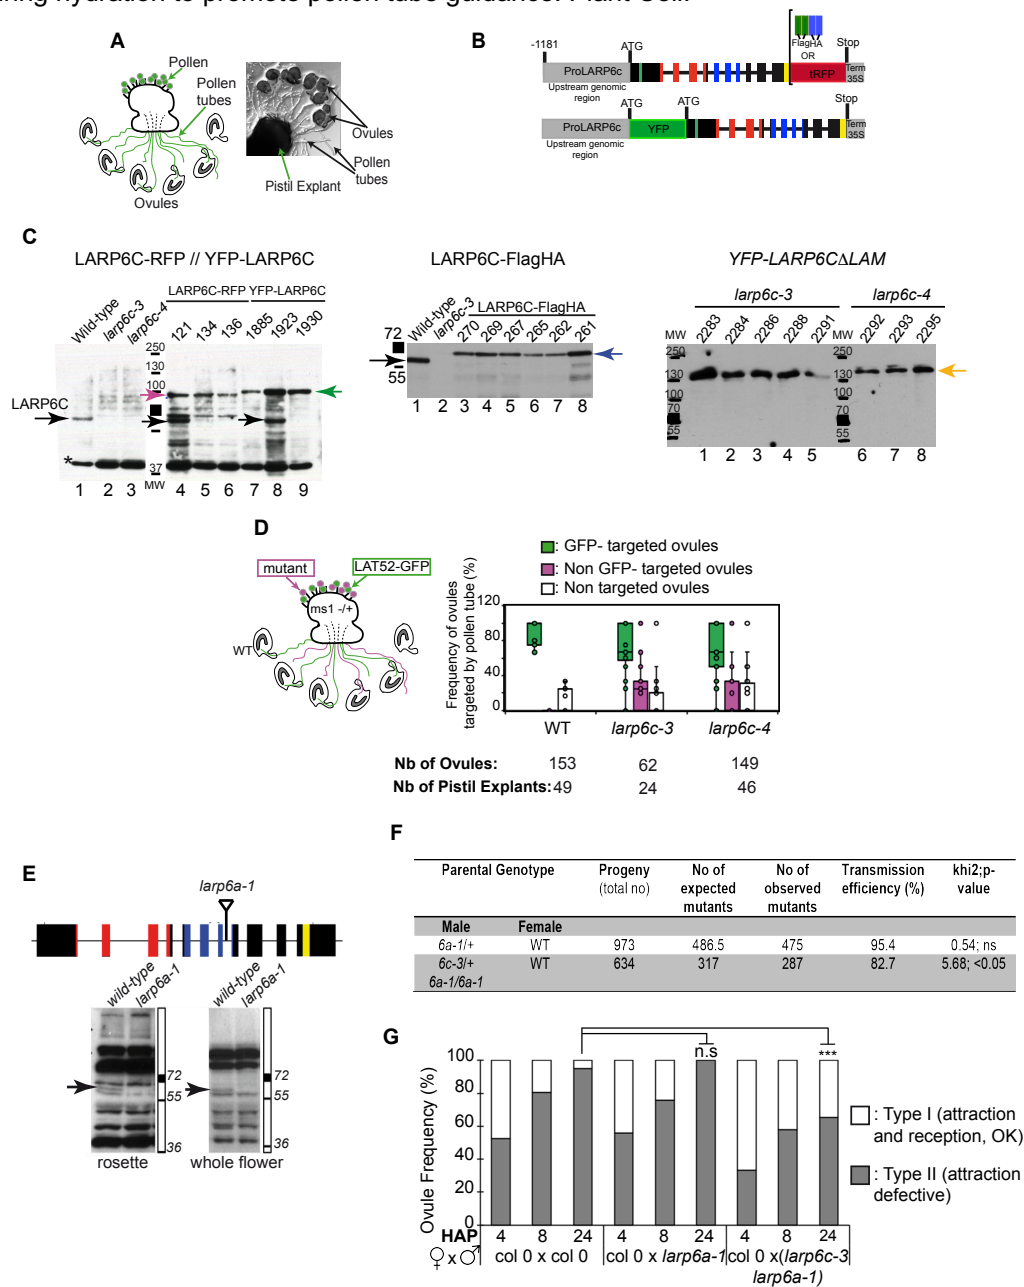 ring hydration to promote pollen tube guidance. Plant Cell.
A
Pollen
Pollen
tubes
Ovules
Ovules
Pollen
tubes
Pistil Explant
B
-1181
ATG
FlagHA
OR
Stop
ProLARP6c
tRFP
Term
35S
Upstream genomic
region
ATG
ATG
Stop
ProLARP6c
YFP
Term
35S
Upstream genomic
region
C
LARP6C-RFP // YFP-LARP6C
LARP6C-RFP YFP-LARP6C
Wild-type larp6c-3 larp6c-4 121 134 136 1885 1923 1930
250
130
100
LARP6C
*
37
MW
1 2 3 4 5 6 7 8 9
LARP6C-FlagHA
Wild-type larp6c-3 LARP6C-FlagHA
270 269 267 265 262 261
72
55
1 2 3 4 5 6 7 8
YFP-LARP6CΔLAM
larp6c-3 larp6c-4
MW 2283 2284 2286 2288 2291 MW 2292 2293 2295
250
130
100
70
55
250
130
100
70
55
1 2 3 4 5 6 7 8
D
mutant LAT52-GFP
ms1 -/+
WT
: GFP- targeted ovules
: Non GFP- targeted ovules
: Non targeted ovules
Frequency of ovules
targeted by pollen tube (%)
120
80
40
0
WT larp6c-3 larp6c-4
Nb of Ovules: 153 62 149
Nb of Pistil Explants: 49 24 46
E
larp6a-1
wild-type larp6a-1 wild-type larp6a-1
72
55
36
72
55
36
rosette whole flower
F
Parental Genotype Progeny (total no) No of expected mutants No of observed mutants Transmission efficiency (%) khi2;p-value
Male Female
6a-1/+ WT 973 486.5 475 95.4 0.54; ns
6c-3/+ WT 634 317 287 82.7 5.68; <0.05
6a-1/6a-1
G
n.s
***
Ovule Frequency (%)
100
80
60
40
20
0
: Type I (attraction
and reception, OK)
: Type II (attraction
defective)
HAP 4 8 24 4 8 24 4 8 24
♀ x ♂ col 0 x col 0 col 0 x larp6a-1 col 0 x(larp6c-3
larp6a-1)